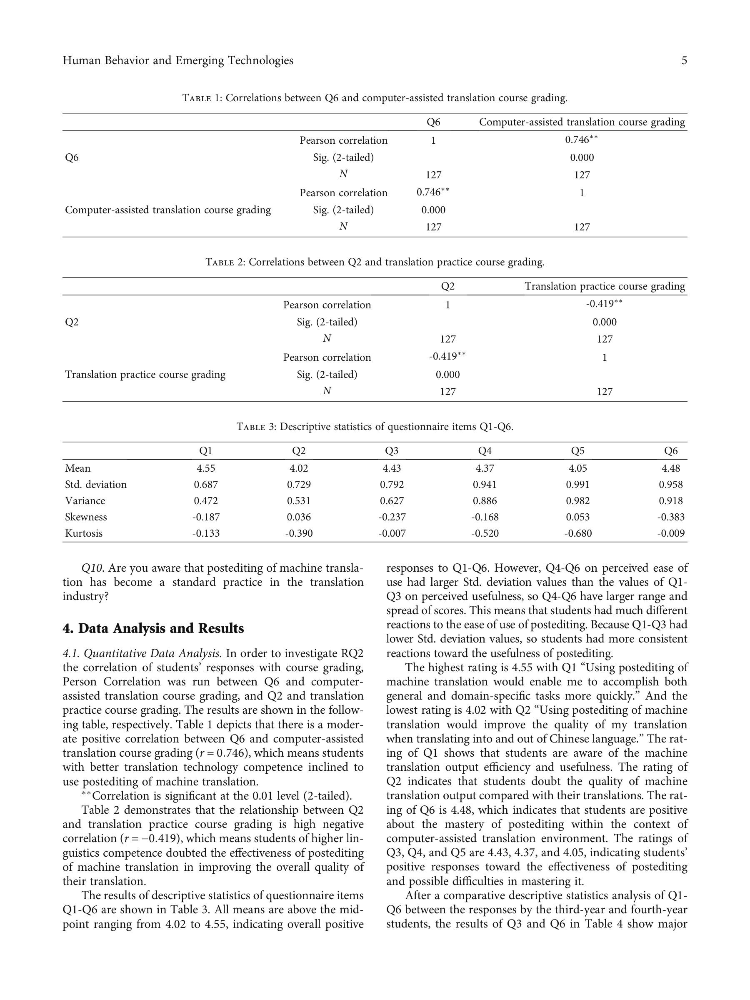 Human Behavior and Emerging Technologies 5
TABLE 1: Correlations between Q6 and computer-assisted translation course grading.
Q6 Computer-assisted translation course grading
Pearson correlation 1 0.746**
Q6 Sig. (2-tailed) 0.000
N 127 127
Pearson correlation 0.746** 1
Computer-assisted translation course grading Sig. (2-tailed) 0.000
N 127 127
TABLE 2: Correlations between Q2 and translation practice course grading.
Q2 Translation practice course grading
Pearson correlation 1 -0.419**
Q2 Sig. (2-tailed) 0.000
N 127 127
Pearson correlation -0.419** 1
Translation practice course grading Sig. (2-tailed) 0.000
N 127 127
TABLE 3: Descriptive statistics of questionnaire items Q1-Q6.
Q1 Q2 Q3 Q4 Q5 Q6
Mean 4.55 4.02 4.43 4.37 4.05 4.48
Std. deviation 0.687 0.729 0.792 0.941 0.991 0.958
Variance 0.472 0.531 0.627 0.886 0.982 0.918
Skewness -0.187 0.036 -0.237 -0.168 0.053 -0.383
Kurtosis -0.133 -0.390 -0.007 -0.520 -0.680 -0.009
Q10. Are you aware that postediting of machine transla-
tion has become a standard practice in the translation
industry?
4. Data Analysis and Results
4.1. Quantitative Data Analysis. In order to investigate RQ2
the correlation of students' responses with course grading,
Person Correlation was run between Q6 and computer-
assisted translation course grading, and Q2 and translation
practice course grading. The results are shown in the follow-
ing table, respectively. Table 1 depicts that there is a moder-
ate positive correlation between Q6 and computer-assisted
translation course grading (r = 0.746), which means students
with better translation technology competence inclined to
use postediting of machine translation.
**Correlation is significant at the 0.01 level (2-tailed).
Table 2 demonstrates that the relationship between Q2
and translation practice course grading is high negative
correlation (r = −0.419), which means students of higher lin-
guistics competence doubted the effectiveness of postediting
of machine translation in improving the overall quality of
their translation.
The results of descriptive statistics of questionnaire items
Q1-Q6 are shown in Table 3. All means are above the mid-
point ranging from 4.02 to 4.55, indicating overall positive
responses to Q1-Q6. However, Q4-Q6 on perceived ease of
use had larger Std. deviation values than the values of Q1-
Q3 on perceived usefulness, so Q4-Q6 have larger range and
spread of scores. This means that students had much different
reactions to the ease of use of postediting. Because Q1-Q3 had
lower Std. deviation values, so students had more consistent
reactions toward the usefulness of postediting.
The highest rating is 4.55 with Q1 “Using postediting of
machine translation would enable me to accomplish both
general and domain-specific tasks more quickly.” And the
lowest rating is 4.02 with Q2 “Using postediting of machine
translation would improve the quality of my translation
when translating into and out of Chinese language.” The rat-
ing of Q1 shows that students are aware of the machine
translation output efficiency and usefulness. The rating of
Q2 indicates that students doubt the quality of machine
translation output compared with their translations. The rat-
ing of Q6 is 4.48, which indicates that students are positive
about the mastery of postediting within the context of
computer-assisted translation environment. The ratings of
Q3, Q4, and Q5 are 4.43, 4.37, and 4.05, indicating students'
positive responses toward the effectiveness of postediting
and possible difficulties in mastering it.
After a comparative descriptive statistics analysis of Q1-
Q6 between the responses by the third-year and fourth-year
students, the results of Q3 and Q6 in Table 4 show major